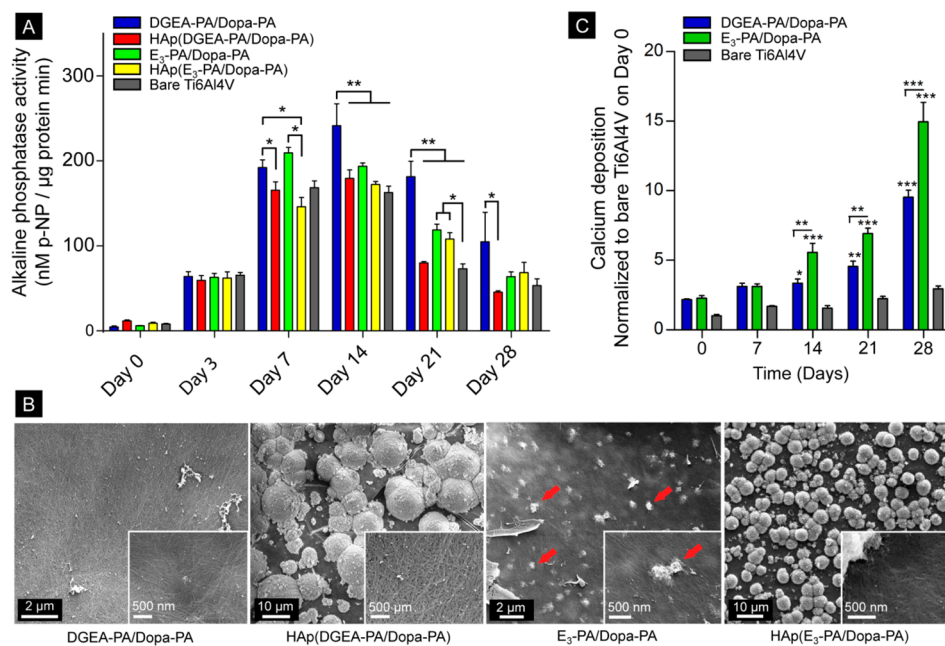 A
Alkaline phosphatase activity
(nM p-NP / µg protein min)
300
200
100
0
DGEA-PA/Dopa-PA
HAp(DGEA-PA/Dopa-PA)
E₃-PA/Dopa-PA
HAp(E₃-PA/Dopa-PA)
Bare Ti6Al4V
*
*
*
**
**
*
*
Day 0
Day 3
Day 7
Day 14
Day 21
Day 28
C
Calcium deposition
Normalized to bare Ti6Al4V on Day 0
20
15
10
5
0
DGEA-PA/Dopa-PA
E₃-PA/Dopa-PA
Bare Ti6Al4V
**
***
*
**
***
**
***
***
***
0
7
14
21
28
Time (Days)
B
2 µm
500 nm
10 µm
500 µm
2 µm
500 nm
10 µm
500 nm
DGEA-PA/Dopa-PA
HAp(DGEA-PA/Dopa-PA)
E₃-PA/Dopa-PA
HAp(E₃-PA/Dopa-PA)